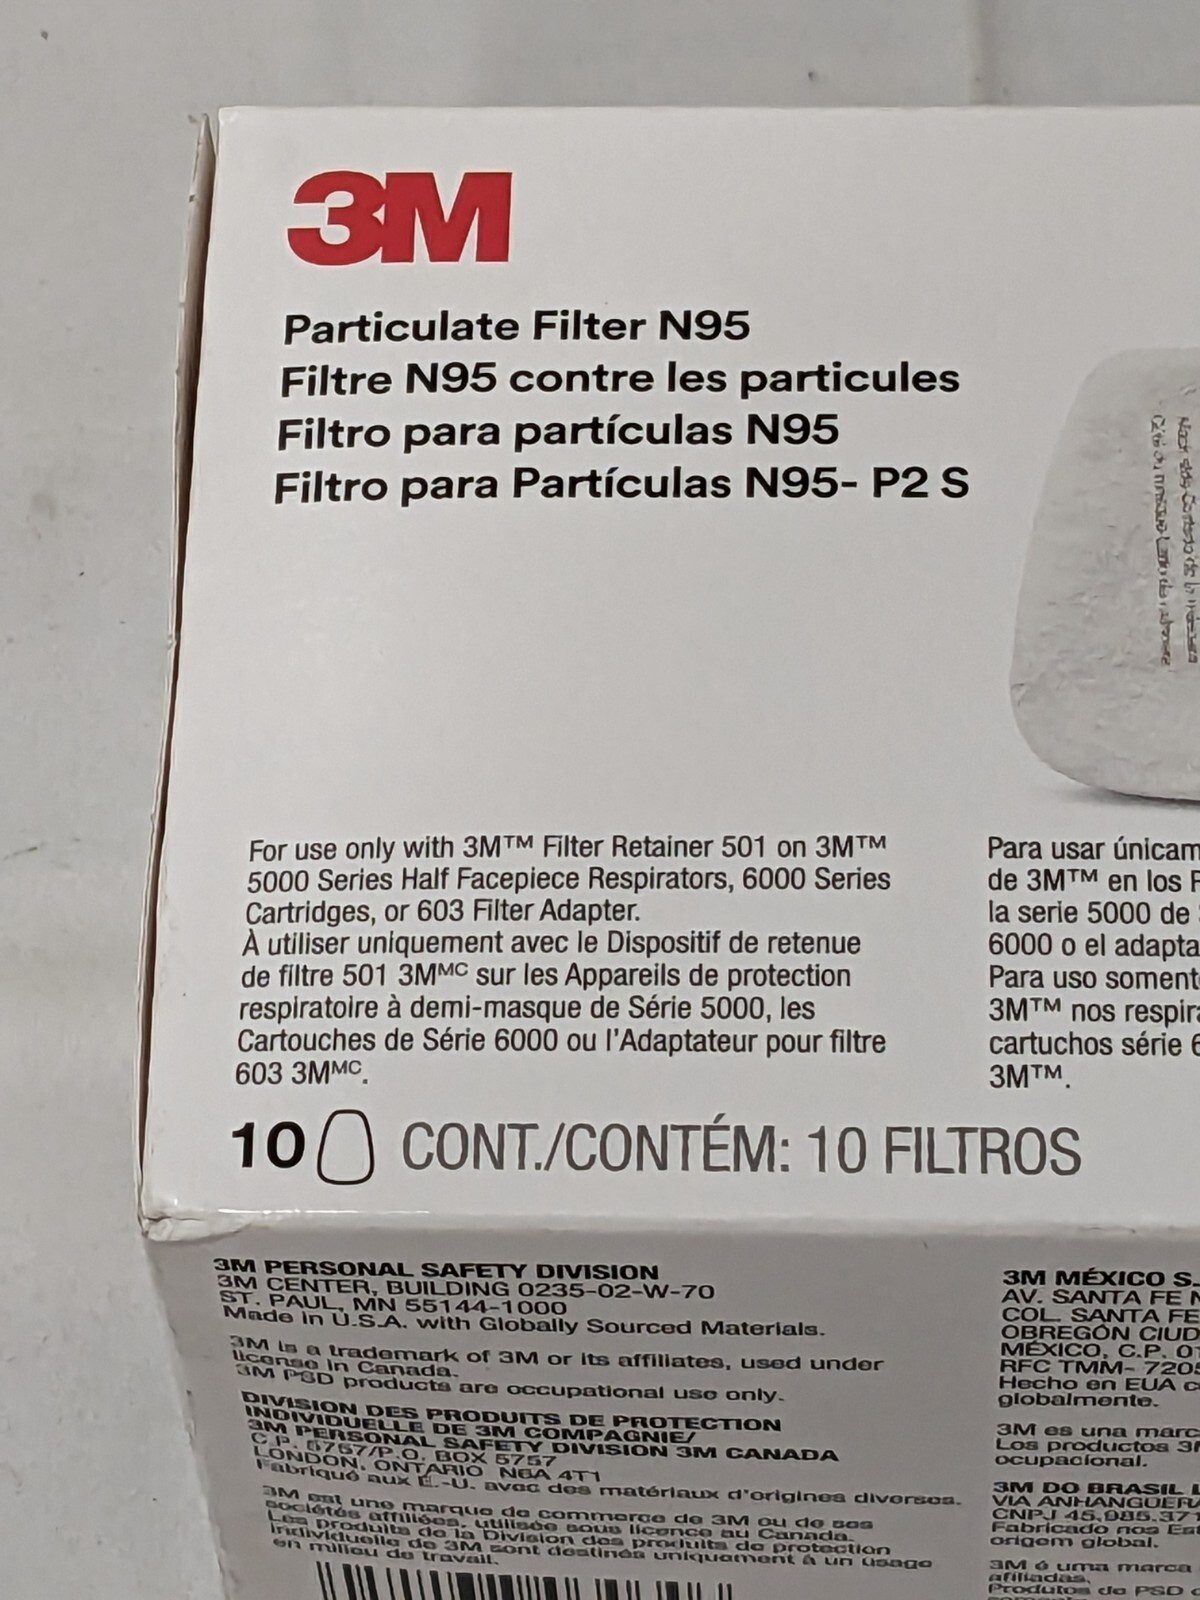 3M
Particulate Filter N95
Filtre N95 contre les particules
Filtro para partículas N95
Filtro para Partículas N95- P2 S
For use only with 3M™ Filter Retainer 501 on 3M™
5000 Series Half Facepiece Respirators, 6000 Series
Cartridges, or 603 Filter Adapter.
À utiliser uniquement avec le Dispositif de retenue
de filtre 501 3Mᴹᶜ sur les Appareils de protection
respiratoire à demi-masque de Série 5000, les
Cartouches de Série 6000 ou l'Adaptateur pour filtre
603 3Mᴹᶜ.
Para usar únicam
de 3M™ en los
la serie 5000 de
6000 o el adapta
Para uso soment
3M™ nos respira
cartuchos série 6
3M™.
10 CONT./CONTÉM: 10 FILTROS
3M PERSONAL SAFETY DIVISION
3M CENTER, BUILDING 0235-02-W-70
ST. PAUL, MN 55144-1000
Made in U.S.A. with Globally Sourced Materials.
3M is a trademark of 3M or its affiliates, used under
license in Canada.
3M PSD products are occupational use only.
DIVISION DES PRODUITS DE PROTECTION
INDIVIDUELLE DE 3M COMPAGNIE/
3M PERSONAL SAFETY DIVISION 3M CANADA
C.P. 5757/P.O. BOX 5757
LONDON, ONTARIO N6A 4T1
Fabriqué aux É.-U. avec des matériaux d'origines diverses.
3M est une marque de commerce de 3M ou de ses
sociétés affiliées, utilisée sous licence au Canada.
Les produits de la Division des produits de protection
individuelle de 3M sont destinés uniquement à un usage
en milieu de travail.
3M MÉXICO S.
AV. SANTA FE N
COL. SANTA FE
OBREGÓN CIUD
MÉXICO, C.P. 01
RFC TMM- 7205
Hecho en EUA c
globalmente.
3M es una marc
Los productos 3M
ocupacional.
3M DO BRASIL L
VIA ANHANGUERA
CNPJ 45.985.371
Fabricado nos Es
origem global.
3M é uma marca
afiliadas.
Produtos do PSD